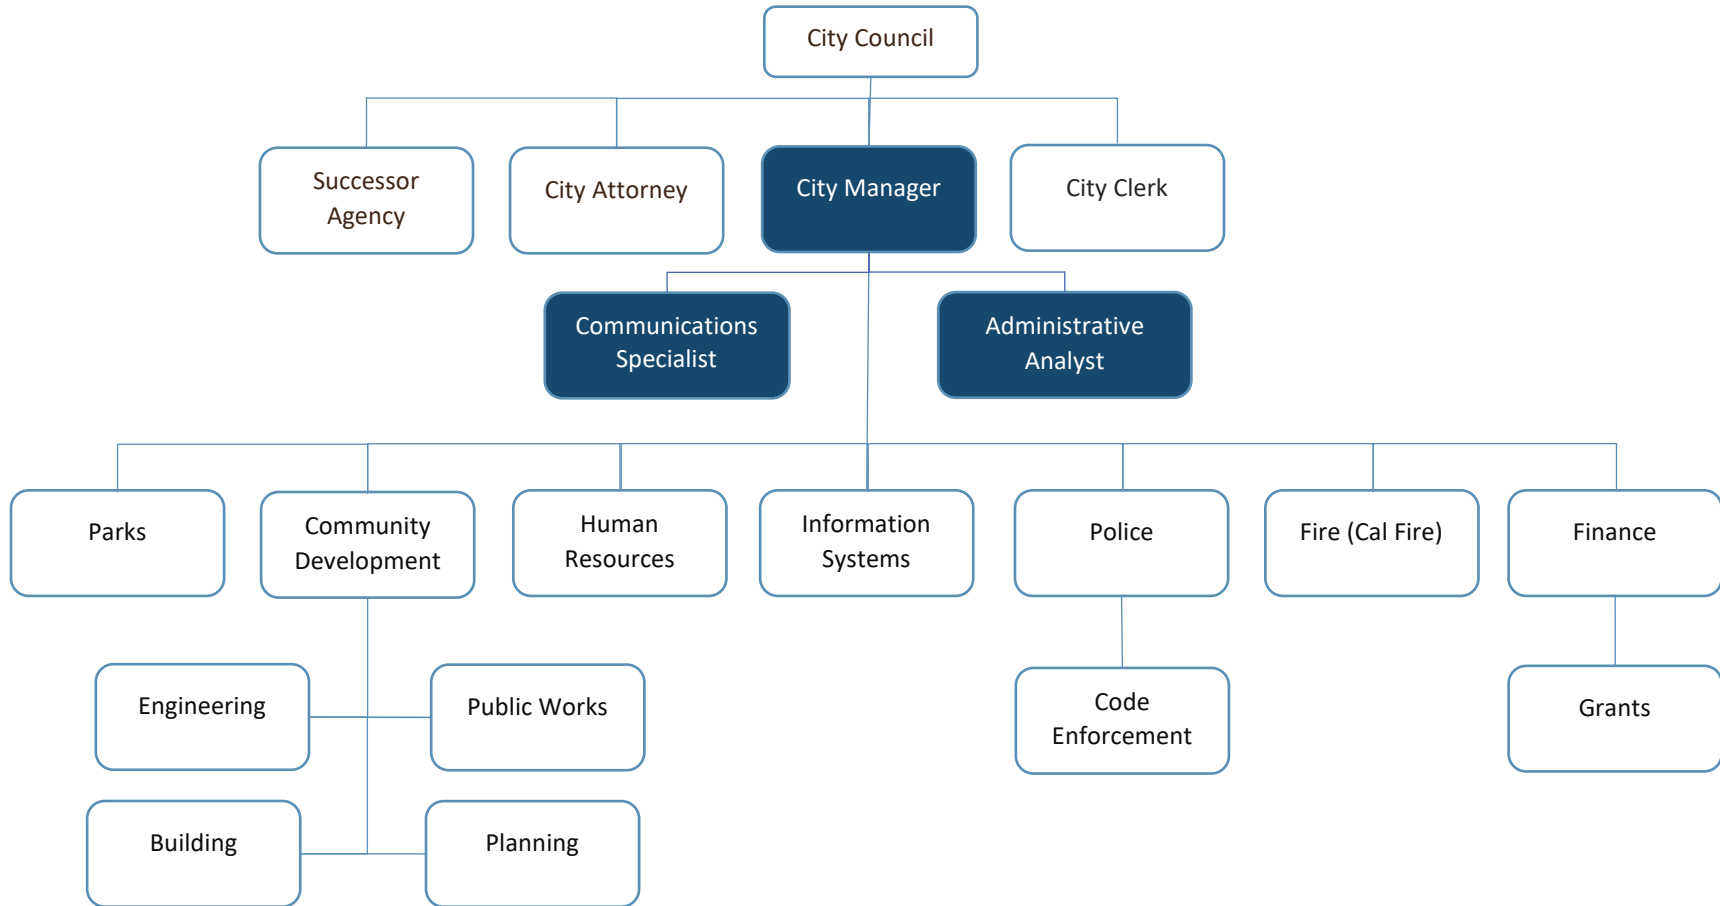 City Council
Successor
Agency
City Attorney
City Manager
City Clerk
Communications
Specialist
Administrative
Analyst
Parks
Community
Development
Human
Resources
Information
Systems
Police
Fire (Cal Fire)
Finance
Engineering
Public Works
Code
Enforcement
Grants
Building
Planning